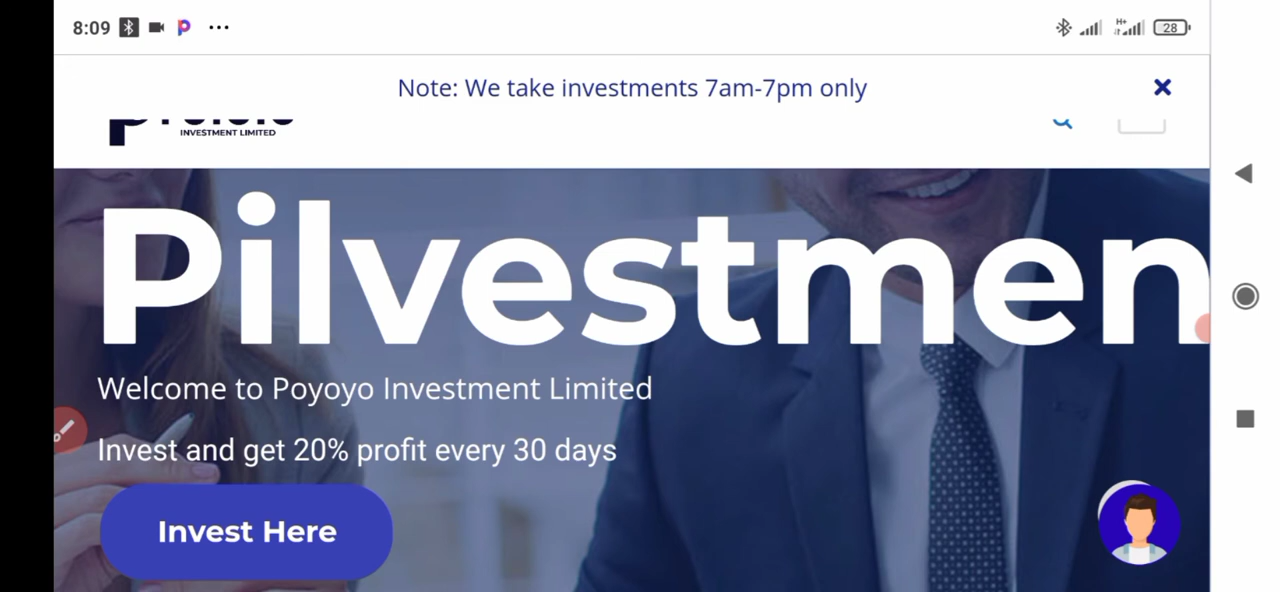 8:09
H+
28
Note: We take investments 7am-7pm only
INVESTMENT LIMITED
Pilvestmen
Welcome to Poyoyo Investment Limited
Invest and get 20% profit every 30 days
Invest Here